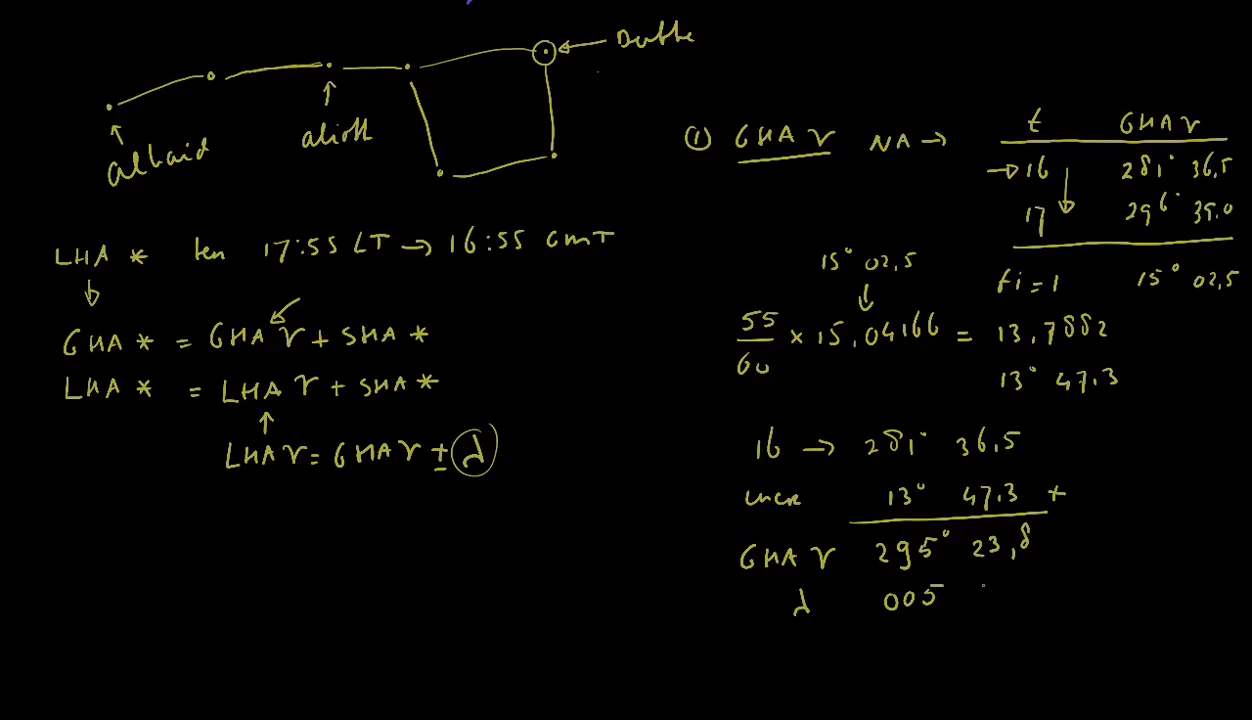 Dubhe
alioth
alkaid
LHA * ten 17:55 LT → 16:55 GMT
GHA * = GHA ♈ + SHA *
LHA * = LHA ♈ + SHA *
LHA ♈ = GHA ♈ ± λ
① GHA ♈ NA →
t GHA ♈
→ 16 281° 36,5
17 296° 39.0
ti = 1 15° 02,5
15° 02,5
55/60 × 15,04166 = 13,7882
13° 47.3
16 → 281° 36,5
incre 13° 47.3 +
GHA ♈ 295° 23,8
λ 005